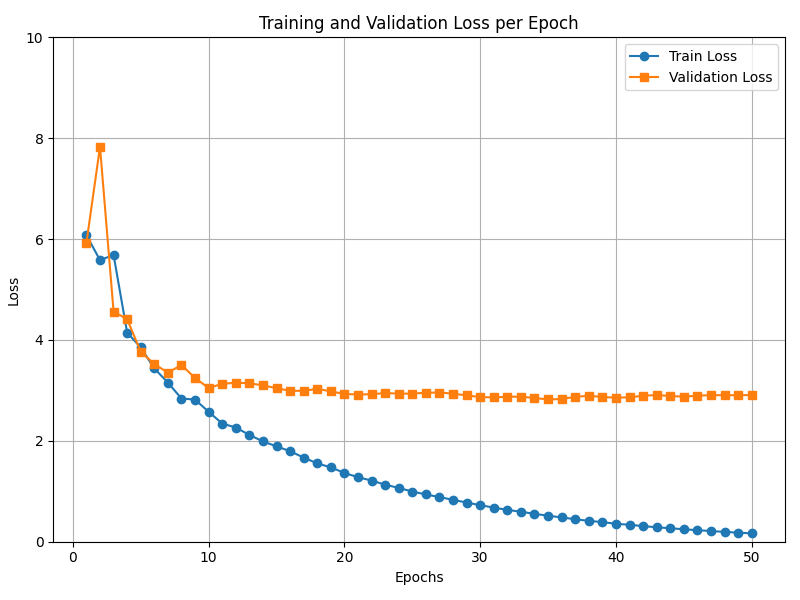 Training and Validation Loss per Epoch
10
8
6
4
2
0
Loss
Train Loss
Validation Loss
0 10 20 30 40 50
Epochs